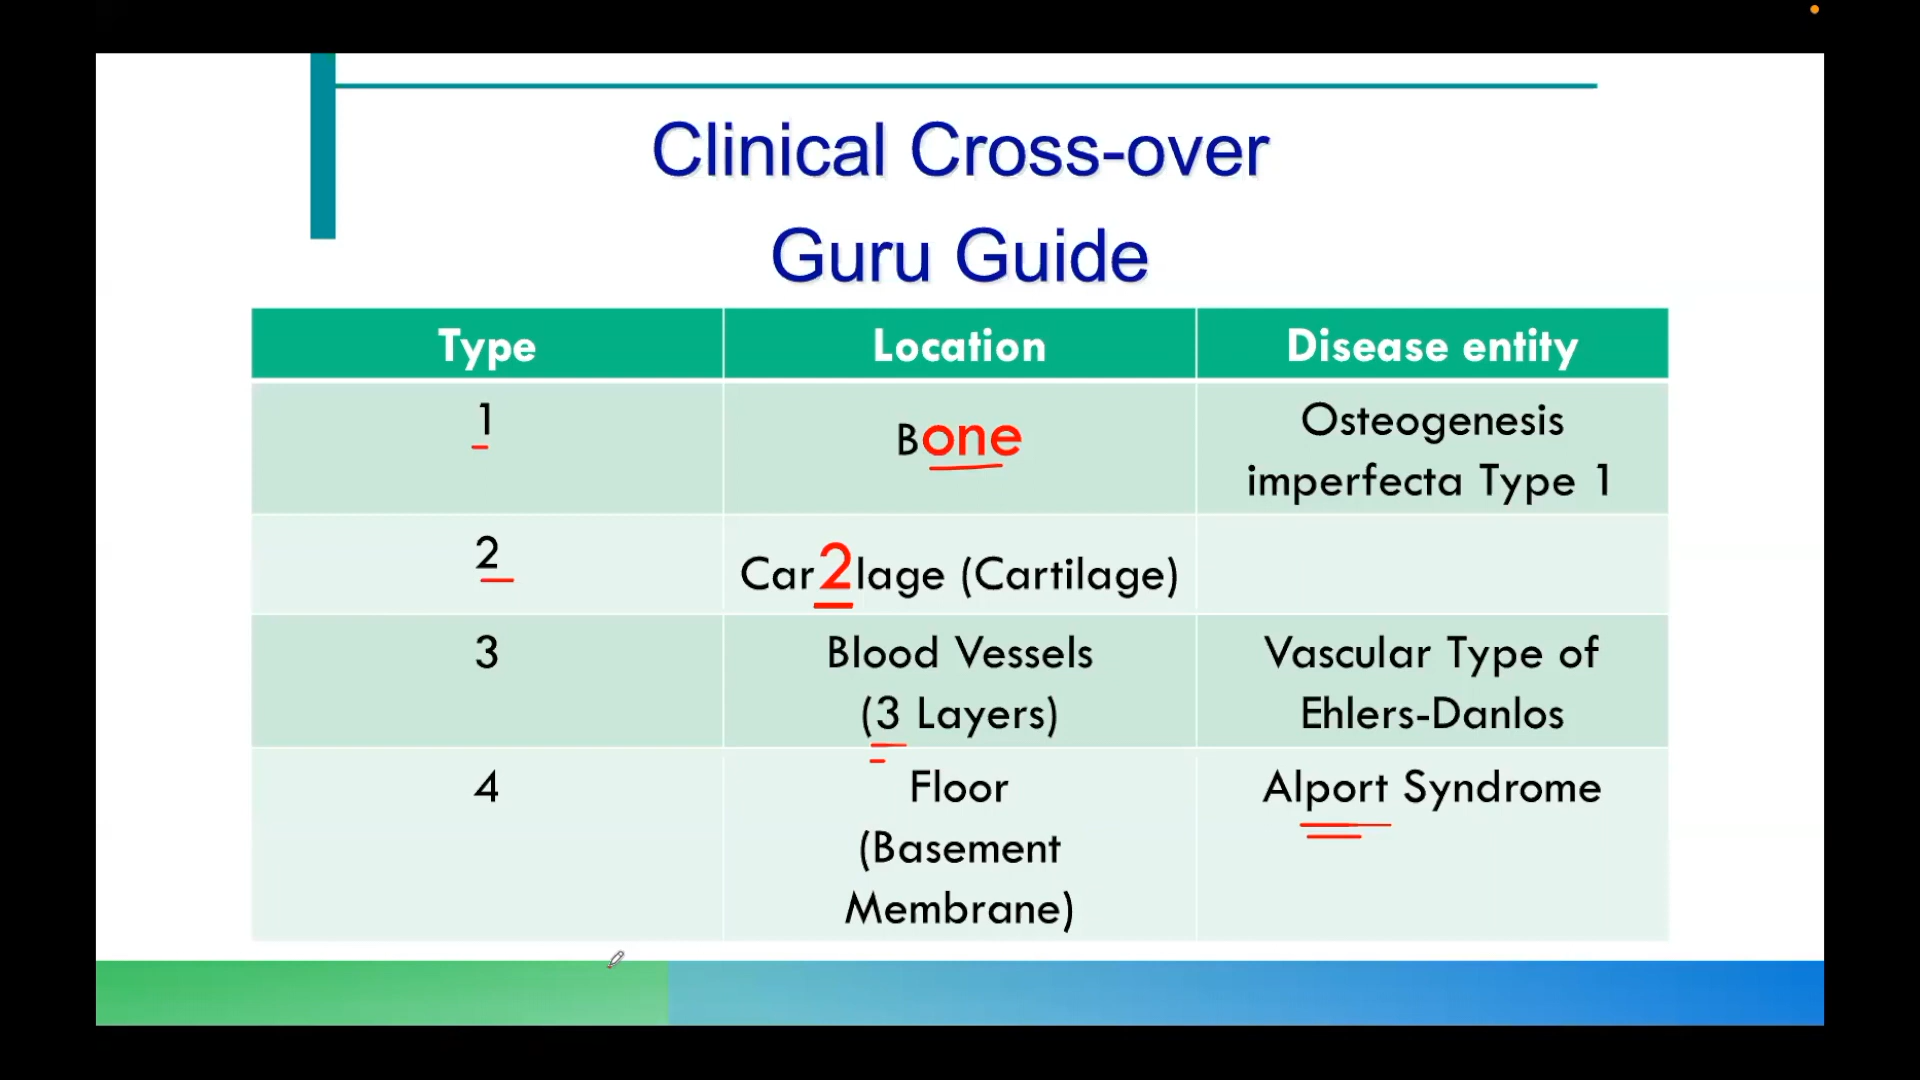 Clinical Cross-over
Guru Guide
Type
Location
Disease entity
1
Bone
Osteogenesis
imperfecta Type 1
2
Car2lage (Cartilage)
3
Blood Vessels
(3 Layers)
Vascular Type of
Ehlers-Danlos
4
Floor
(Basement
Membrane)
Alport Syndrome